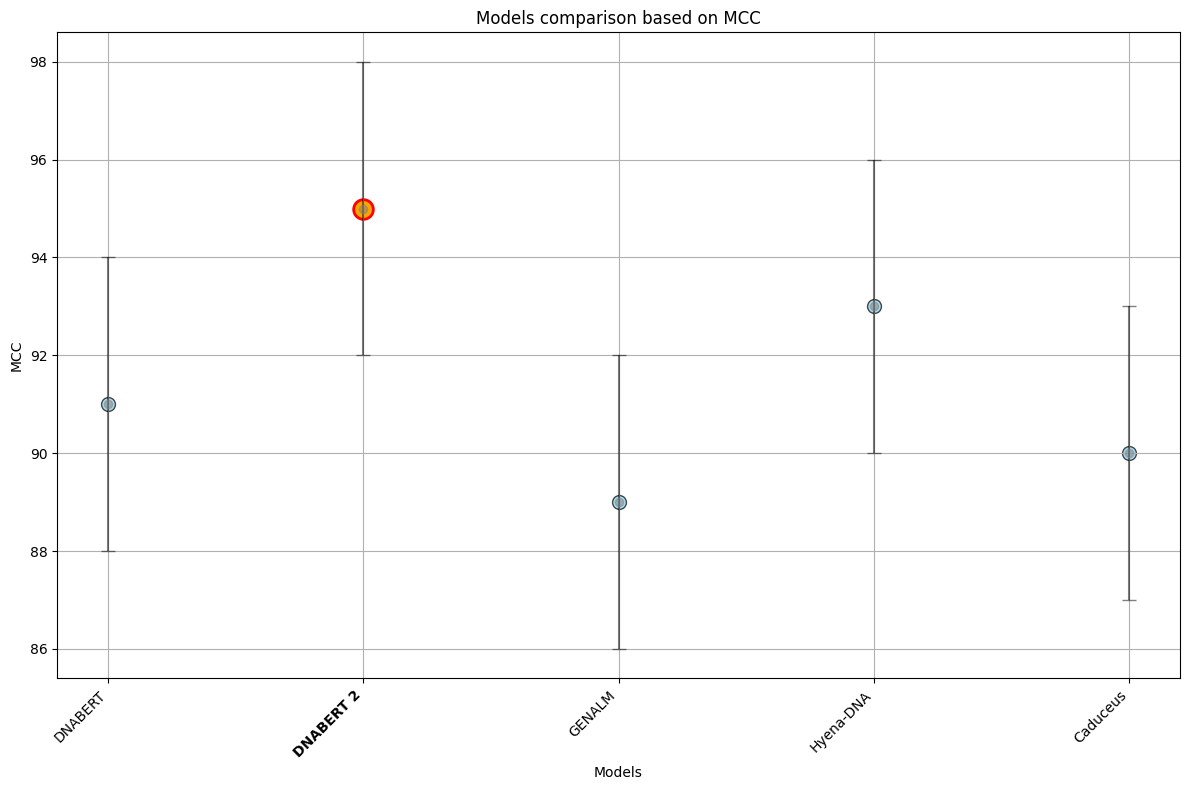 Models comparison based on MCC
98
96
94
92
90
88
86
MCC
DNABERT
DNABERT 2
GENALM
Hyena-DNA
Caduceus
Models